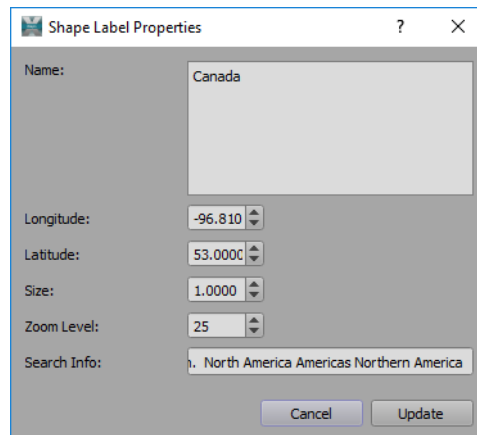 Shape Label Properties ?
Name: Canada
Longitude: -96.810
Latitude: 53.0000
Size: 1.0000
Zoom Level: 25
Search Info: North America Americas Northern America
Cancel Update